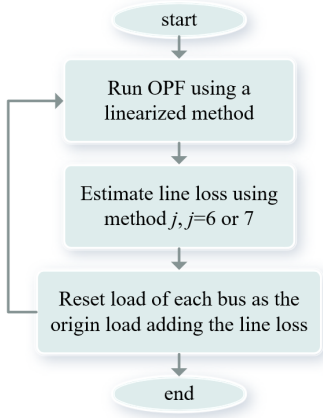 start
Run OPF using a
linearized method
Estimate line loss using
method j, j=6 or 7
Reset load of each bus as the
origin load adding the line loss
end